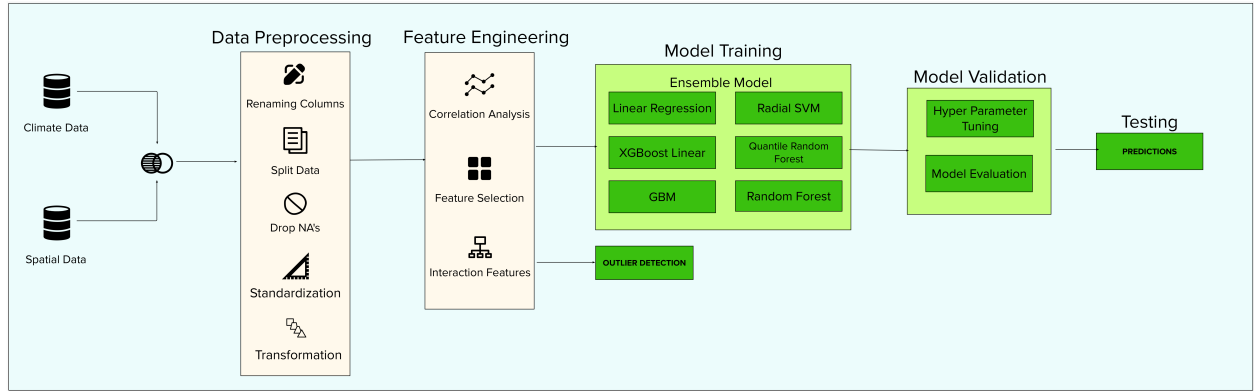 Climate Data
Spatial Data
Data Preprocessing
Renaming Columns
Split Data
Drop NA's
Standardization
Transformation
Feature Engineering
Correlation Analysis
Feature Selection
Interaction Features
Model Training
Ensemble Model
Linear Regression
Radial SVM
XGBoost Linear
Quantile Random
Forest
GBM
Random Forest
OUTLIER DETECTION
Model Validation
Hyper Parameter
Tuning
Model Evaluation
Testing
PREDICTIONS